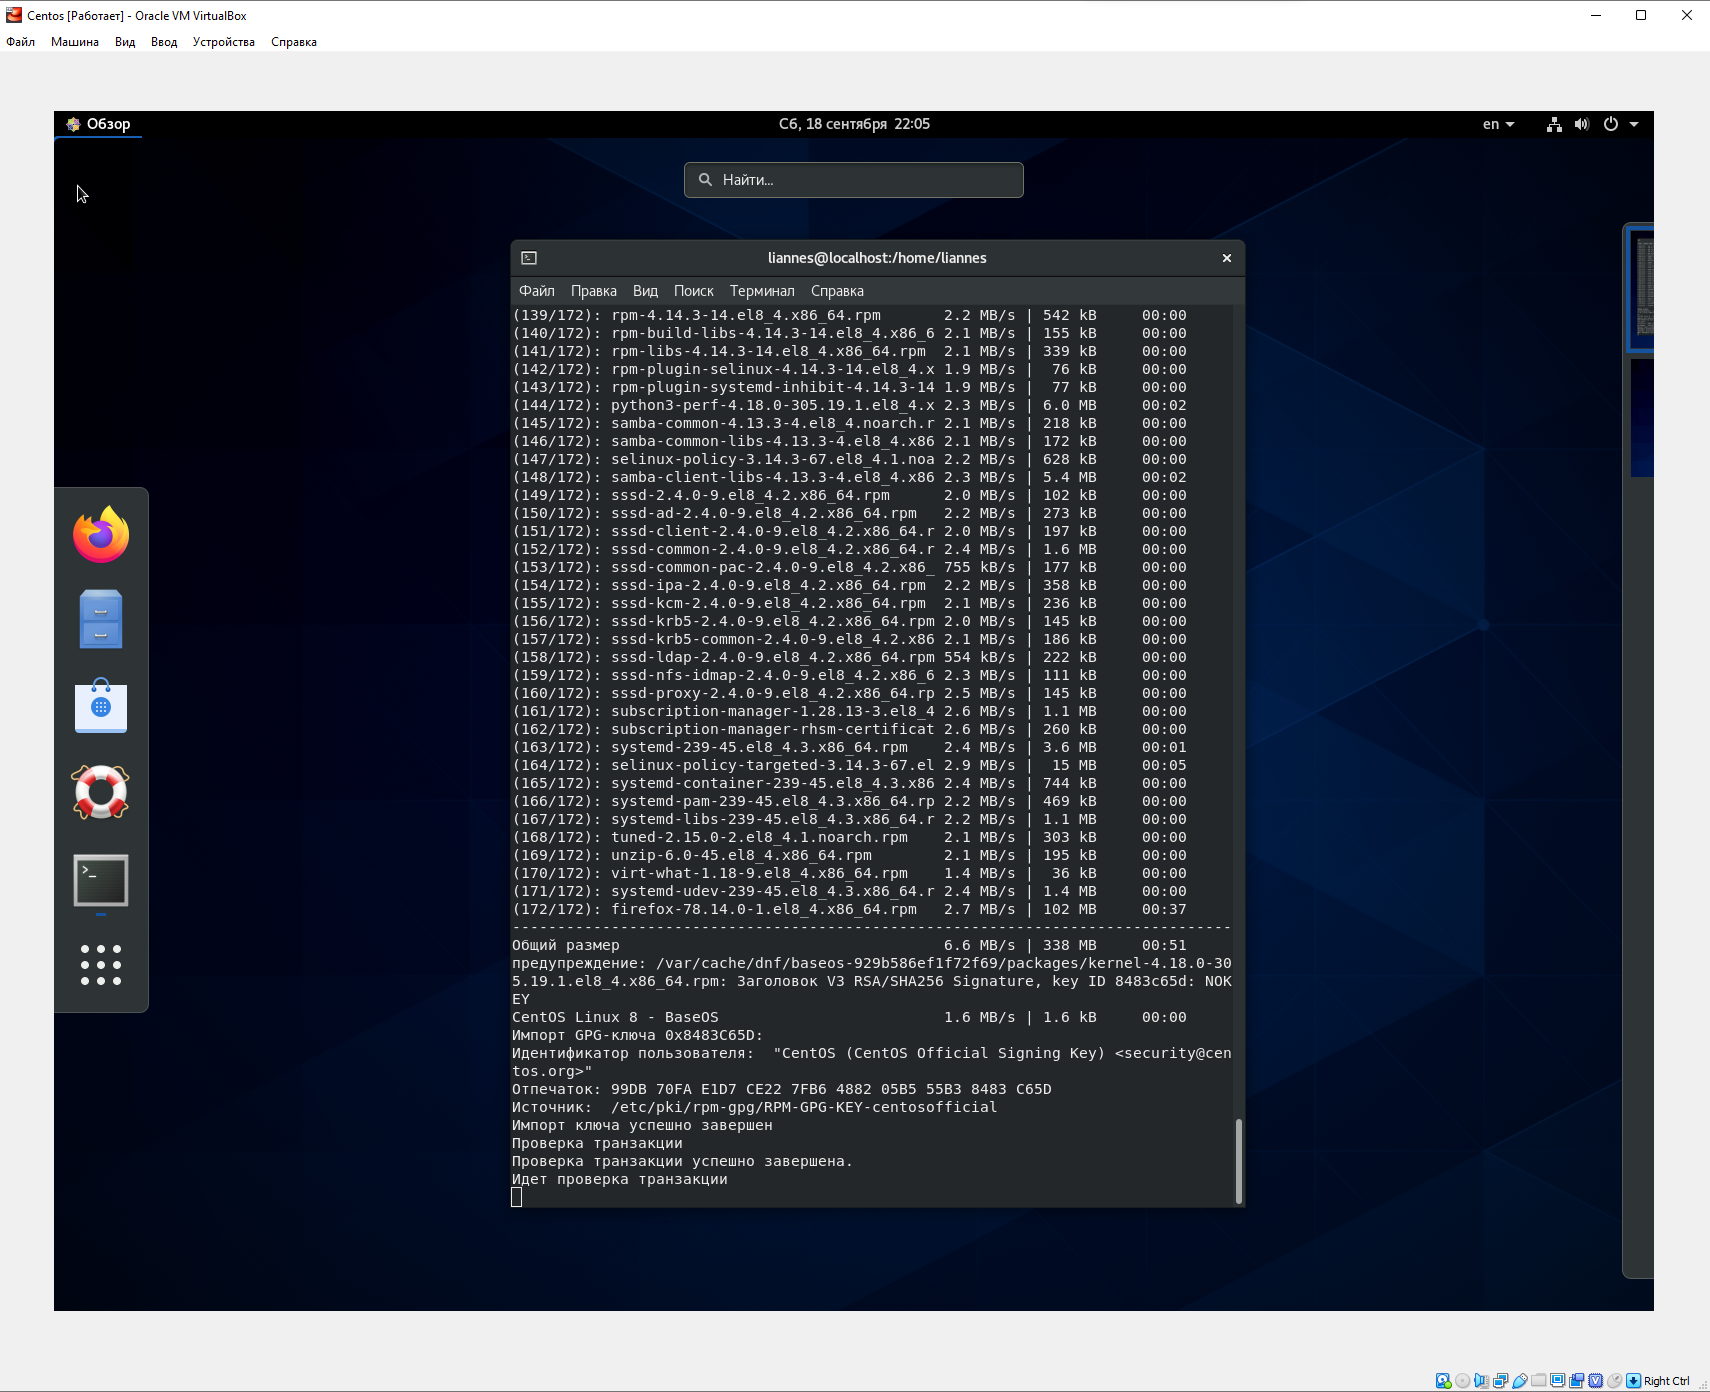 Centos [Работает] - Oracle VM VirtualBox
Файл Машина Вид Ввод Устройства Справка
Обзор
Сб, 18 сентября 22:05
en
Найти...
liannes@localhost:/home/liannes
Файл Правка Вид Поиск Терминал Справка
(139/172): rpm-4.14.3-14.el8_4.x86_64.rpm 2.2 MB/s | 542 kB 00:00
(140/172): rpm-build-libs-4.14.3-14.el8_4.x86_6 2.1 MB/s | 155 kB 00:00
(141/172): rpm-libs-4.14.3-14.el8_4.x86_64.rpm 2.1 MB/s | 339 kB 00:00
(142/172): rpm-plugin-selinux-4.14.3-14.el8_4.x 1.9 MB/s | 76 kB 00:00
(143/172): rpm-plugin-systemd-inhibit-4.14.3-14 1.9 MB/s | 77 kB 00:00
(144/172): python3-perf-4.18.0-305.19.1.el8_4.x 2.3 MB/s | 6.0 MB 00:02
(145/172): samba-common-4.13.3-4.el8_4.noarch.r 2.1 MB/s | 218 kB 00:00
(146/172): samba-common-libs-4.13.3-4.el8_4.x86 2.1 MB/s | 172 kB 00:00
(147/172): selinux-policy-3.14.3-67.el8_4.1.noa 2.2 MB/s | 628 kB 00:00
(148/172): samba-client-libs-4.13.3-4.el8_4.x86 2.3 MB/s | 5.4 MB 00:02
(149/172): sssd-2.4.0-9.el8_4.2.x86_64.rpm 2.0 MB/s | 102 kB 00:00
(150/172): sssd-ad-2.4.0-9.el8_4.2.x86_64.rpm 2.2 MB/s | 273 kB 00:00
(151/172): sssd-client-2.4.0-9.el8_4.2.x86_64.r 2.0 MB/s | 197 kB 00:00
(152/172): sssd-common-2.4.0-9.el8_4.2.x86_64.r 2.4 MB/s | 1.6 MB 00:00
(153/172): sssd-common-pac-2.4.0-9.el8_4.2.x86_ 755 kB/s | 177 kB 00:00
(154/172): sssd-ipa-2.4.0-9.el8_4.2.x86_64.rpm 2.2 MB/s | 358 kB 00:00
(155/172): sssd-kcm-2.4.0-9.el8_4.2.x86_64.rpm 2.1 MB/s | 236 kB 00:00
(156/172): sssd-krb5-2.4.0-9.el8_4.2.x86_64.rpm 2.0 MB/s | 145 kB 00:00
(157/172): sssd-krb5-common-2.4.0-9.el8_4.2.x86 2.1 MB/s | 186 kB 00:00
(158/172): sssd-ldap-2.4.0-9.el8_4.2.x86_64.rpm 554 kB/s | 222 kB 00:00
(159/172): sssd-nfs-idmap-2.4.0-9.el8_4.2.x86_6 2.3 MB/s | 111 kB 00:00
(160/172): sssd-proxy-2.4.0-9.el8_4.2.x86_64.rp 2.5 MB/s | 145 kB 00:00
(161/172): subscription-manager-1.28.13-3.el8_4 2.6 MB/s | 1.1 MB 00:00
(162/172): subscription-manager-rhsm-certificat 2.6 MB/s | 260 kB 00:00
(163/172): systemd-239-45.el8_4.3.x86_64.rpm 2.4 MB/s | 3.6 MB 00:01
(164/172): selinux-policy-targeted-3.14.3-67.el 2.9 MB/s | 15 MB 00:05
(165/172): systemd-container-239-45.el8_4.3.x86 2.4 MB/s | 744 kB 00:00
(166/172): systemd-pam-239-45.el8_4.3.x86_64.rp 2.2 MB/s | 469 kB 00:00
(167/172): systemd-libs-239-45.el8_4.3.x86_64.r 2.2 MB/s | 1.1 MB 00:00
(168/172): tuned-2.15.0-2.el8_4.1.noarch.rpm 2.1 MB/s | 303 kB 00:00
(169/172): unzip-6.0-45.el8_4.x86_64.rpm 2.1 MB/s | 195 kB 00:00
(170/172): virt-what-1.18-9.el8_4.x86_64.rpm 1.4 MB/s | 36 kB 00:00
(171/172): systemd-udev-239-45.el8_4.3.x86_64.r 2.4 MB/s | 1.4 MB 00:00
(172/172): firefox-78.14.0-1.el8_4.x86_64.rpm 2.7 MB/s | 102 MB 00:37
--------------------------------------------------------------------------------
Общий размер 6.6 MB/s | 338 MB 00:51
предупреждение: /var/cache/dnf/baseos-929b586ef1f72f69/packages/kernel-4.18.0-30
5.19.1.el8_4.x86_64.rpm: Заголовок V3 RSA/SHA256 Signature, key ID 8483c65d: NOK
EY
CentOS Linux 8 - BaseOS 1.6 MB/s | 1.6 kB 00:00
Импорт GPG-ключа 0x8483C65D:
Идентификатор пользователя: "CentOS (CentOS Official Signing Key) <security@cen
tos.org>"
Отпечаток: 99DB 70FA E1D7 CE22 7FB6 4882 05B5 55B3 8483 C65D
Источник: /etc/pki/rpm-gpg/RPM-GPG-KEY-centosofficial
Импорт ключа успешно завершен
Проверка транзакции
Проверка транзакции успешно завершена.
Идет проверка транзакции
Right Ctrl